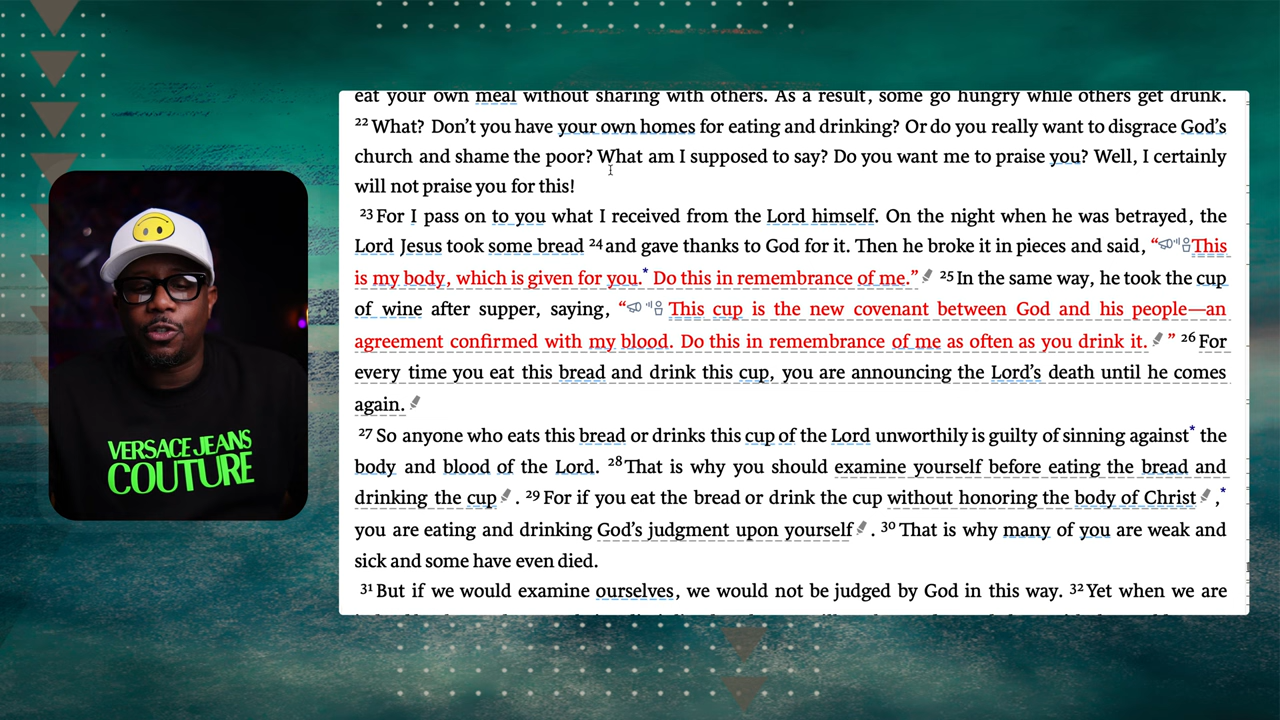 VERSACE JEANS
COUTURE
eat your own meal without sharing with others. As a result, some go hungry while others get drunk.
22 What? Don’t you have your own homes for eating and drinking? Or do you really want to disgrace God’s
church and shame the poor? What am I supposed to say? Do you want me to praise you? Well, I certainly
will not praise you for this!
23 For I pass on to you what I received from the Lord himself. On the night when he was betrayed, the
Lord Jesus took some bread 24 and gave thanks to God for it. Then he broke it in pieces and said, “This
is my body, which is given for you.* Do this in remembrance of me.” 25 In the same way, he took the cup
of wine after supper, saying, “This cup is the new covenant between God and his people—an
agreement confirmed with my blood. Do this in remembrance of me as often as you drink it.” 26 For
every time you eat this bread and drink this cup, you are announcing the Lord’s death until he comes
again.
27 So anyone who eats this bread or drinks this cup of the Lord unworthily is guilty of sinning against* the
body and blood of the Lord. 28 That is why you should examine yourself before eating the bread and
drinking the cup. 29 For if you eat the bread or drink the cup without honoring the body of Christ,*
you are eating and drinking God’s judgment upon yourself. 30 That is why many of you are weak and
sick and some have even died.
31 But if we would examine ourselves, we would not be judged by God in this way. 32 Yet when we are